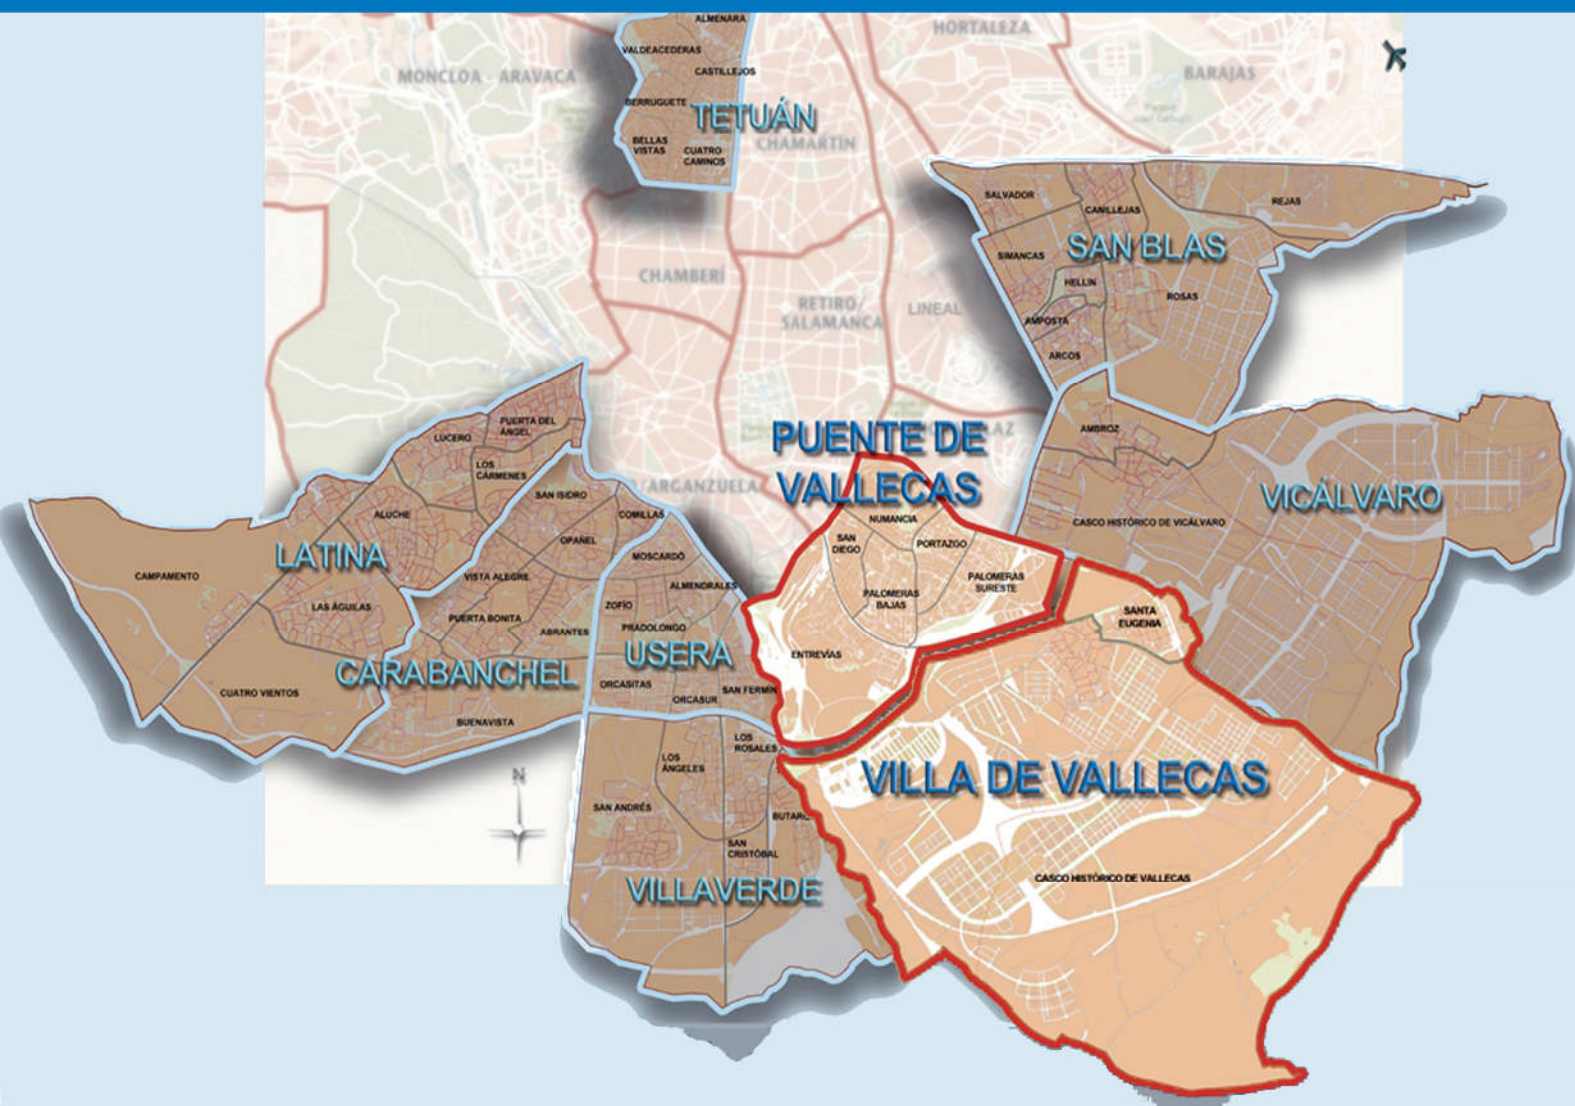 ALMENARA
HORTALEZA
VALDEACEDERAS
MONCLOA - ARAVACA
CASTILLEJOS
BARAJAS
BERRUGUETE
TETUÁN
CHAMARTÍN
BELLAS
VISTAS
CUATRO
CAMINOS
SALVADOR
CANILLEJAS
REJAS
SAN BLAS
SIMANCAS
CHAMBERÍ
HELLIN
ROSAS
RETIRO/
SALAMANCA
LINEAL
AMPOSTA
ARCOS
PUERTA DEL
ÁNGEL
LUCERO
AMBROZ
PUENTE DE
VALLECAS
LAZ
LOS
CÁRMENES
/ARGANZUELA
SAN ISIDRO
VICÁLVARO
ALUCHE
COMILLAS
NUMANCIA
CASCO HISTÓRICO DE VICÁLVARO
OPAÑEL
SAN
DIEGO
PORTAZGO
LATINA
MOSCARDÓ
CAMPAMENTO
VISTA ALEGRE
ALMENDRALES
PALOMERAS
SURESTE
PALOMERAS
BAJAS
LAS ÁGUILAS
ZOFÍO
SANTA
EUGENIA
PUERTA BONITA
PRADOLONGO
ABRANTES
USERA
ENTREVÍAS
CARABANCHEL
ORCASITAS
CUATRO VIENTOS
SAN FERMÍN
ORCASUR
BUENAVISTA
LOS
ROSALES
LOS
ÁNGELES
N
VILLA DE VALLECAS
SAN ANDRÉS
BUTARQ
SAN
CRISTÓBAL
CASCO HISTÓRICO DE VALLECAS
VILLAVERDE